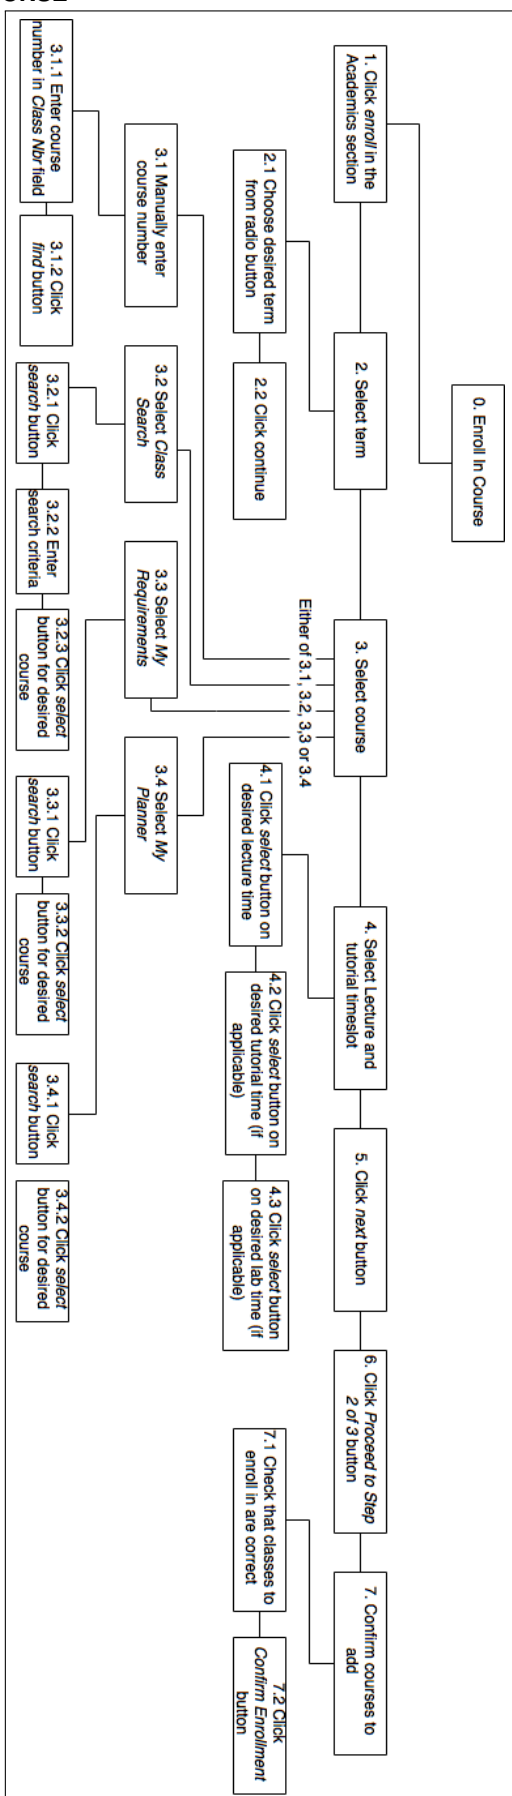 0. Enroll In Course
1. Click enroll in the
Academics section
2. Select term
3. Select course
4. Select Lecture and
tutorial timeslot
5. Click next button
6. Click Proceed to Step
2 of 3 button
7. Confirm courses to
add
2.1 Choose desired term
from radio button
2.2 Click continue
Either of 3.1, 3.2, 3,3 or 3.4
4.1 Click select button on
desired lecture time
4.2 Click select button on
desired tutorial time (if
applicable)
4.3 Click select button
on desired lab time (if
applicable)
7.1 Check that classes to
enroll in are correct
7.2 Click
Confirm Enrollment
button
3.1 Manually enter
course number
3.2 Select Class
Search
3.3 Select My
Requirements
3.4 Select My
Planner
3.1.1 Enter course
number in Class Nbr field
3.1.2 Click
find button
3.2.1 Click
search button
3.2.2 Enter
search criteria
3.2.3 Click select
button for desired
course
3.3.1 Click
search button
3.3.2 Click select
button for desired
course
3.4.1 Click
search button
3.4.2 Click select
button for desired
course